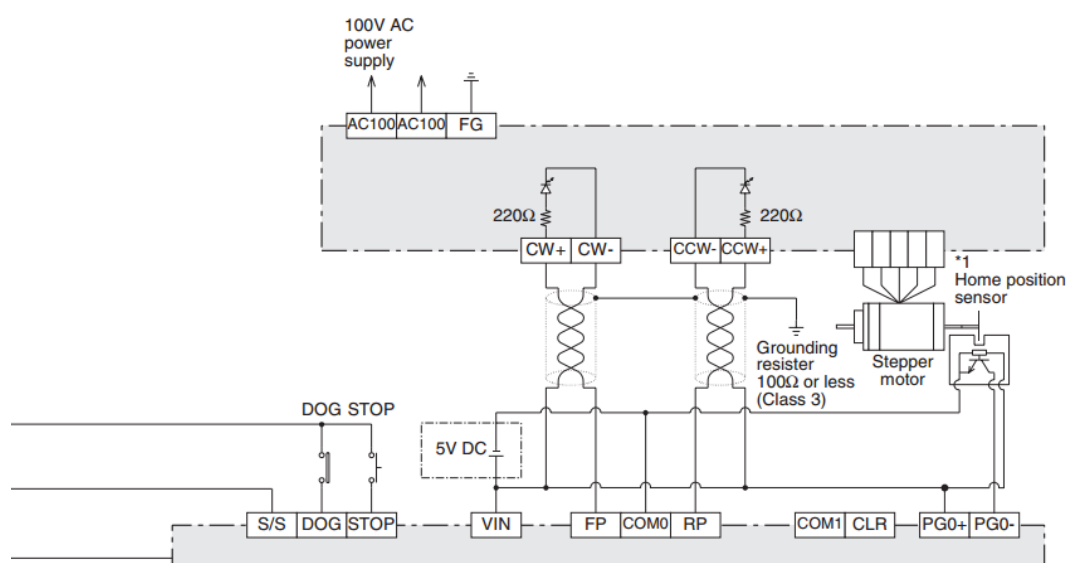 100V AC
power
supply
AC100 AC100 FG
220Ω 220Ω
CW+ CW- CCW- CCW+
*1
Home position
sensor
Grounding
resister
100Ω or less
(Class 3)
Stepper
motor
DOG STOP
5V DC
S/S DOG STOP VIN FP COM0 RP COM1 CLR PG0+ PG0-